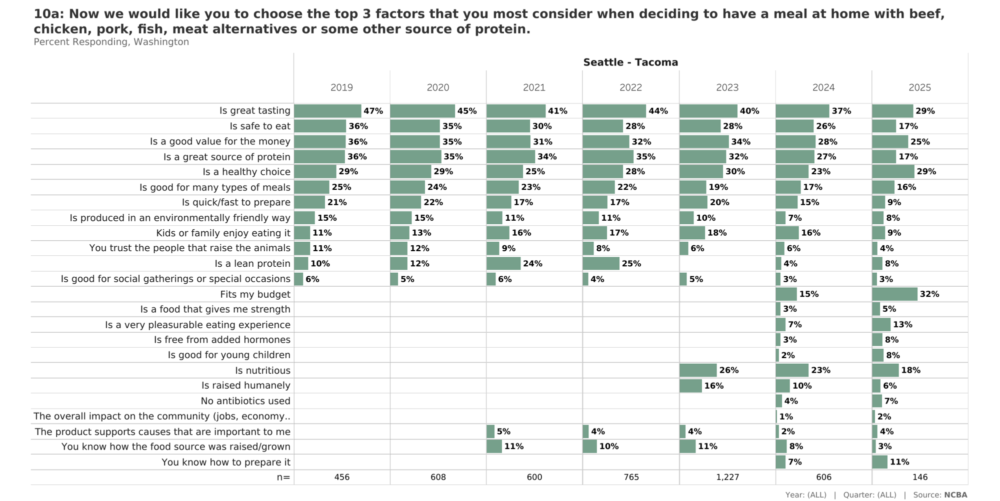 10a: Now we would like you to choose the top 3 factors that you most consider when deciding to have a meal at home with beef,
chicken, pork, fish, meat alternatives or some other source of protein.
Percent Responding, Washington
Seattle - Tacoma
2019 2020 2021 2022 2023 2024 2025
Is great tasting 47% 45% 41% 44% 40% 37% 29%
Is safe to eat 36% 35% 30% 28% 28% 26% 17%
Is a good value for the money 36% 35% 31% 32% 34% 28% 25%
Is a great source of protein 36% 35% 34% 35% 32% 27% 17%
Is a healthy choice 29% 29% 25% 28% 30% 23% 29%
Is good for many types of meals 25% 24% 23% 22% 19% 17% 16%
Is quick/fast to prepare 21% 22% 17% 17% 20% 15% 9%
Is produced in an environmentally friendly way 15% 15% 11% 11% 10% 7% 8%
Kids or family enjoy eating it 11% 13% 16% 17% 18% 16% 9%
You trust the people that raise the animals 11% 12% 9% 8% 6% 6% 4%
Is a lean protein 10% 12% 24% 25% 4% 8%
Is good for social gatherings or special occasions 6% 5% 6% 4% 5% 3% 3%
Fits my budget 15% 32%
Is a food that gives me strength 3% 5%
Is a very pleasurable eating experience 7% 13%
Is free from added hormones 3% 8%
Is good for young children 2% 8%
Is nutritious 26% 23% 18%
Is raised humanely 16% 10% 6%
No antibiotics used 4% 7%
The overall impact on the community (jobs, economy.. 1% 2%
The product supports causes that are important to me 5% 4% 4% 2% 4%
You know how the food source was raised/grown 11% 10% 11% 8% 3%
You know how to prepare it 7% 11%
n= 456 608 600 765 1,227 606 146
Year: (ALL) | Quarter: (ALL) | Source: NCBA